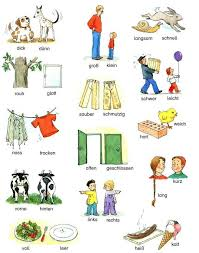 dick dünn
groß klein
langsam schnell
rauh glatt
sauber schmutzig
schwer leicht
nass trocken
offen geschlossen
hart weich
vorne hinten
links rechts
lang kurz
voll leer
heiß kalt